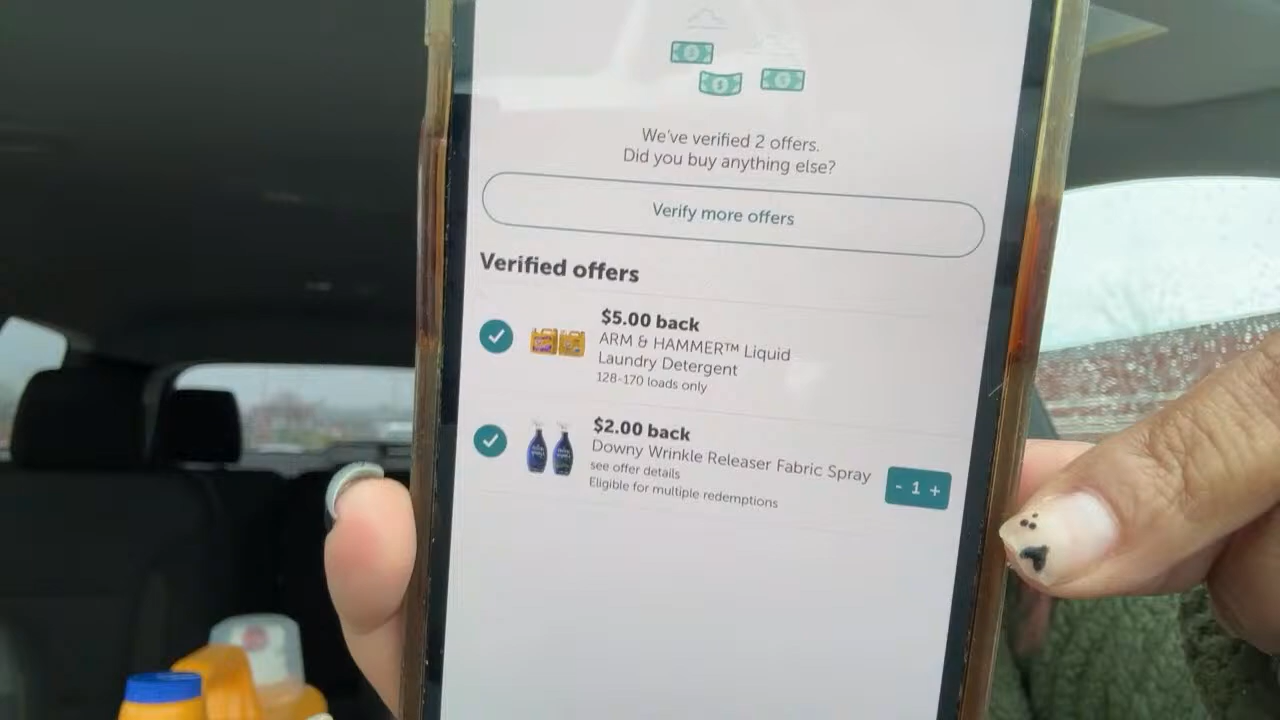 We've verified 2 offers.
Did you buy anything else?
Verify more offers
Verified offers
$5.00 back
ARM & HAMMER™ Liquid
Laundry Detergent
128-170 loads only
$2.00 back
Downy Wrinkle Releaser Fabric Spray
see offer details
Eligible for multiple redemptions
- 1 +